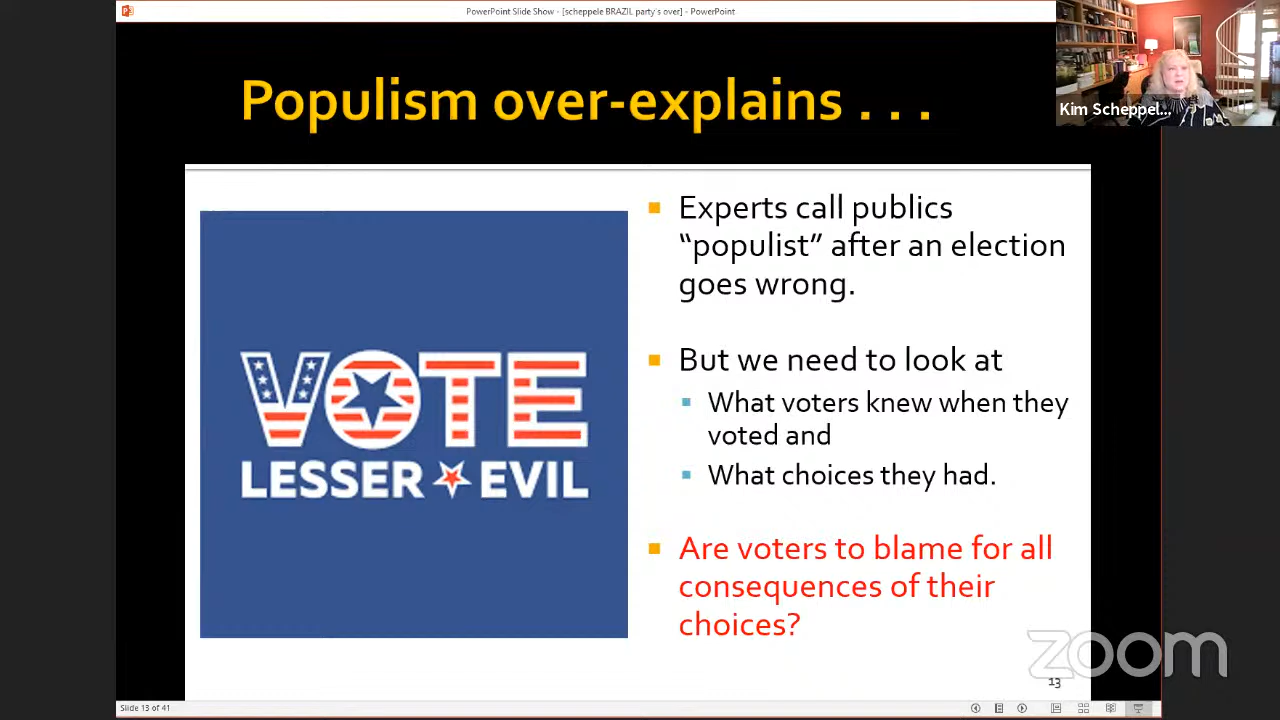 PowerPoint Slide Show - [scheppele BRAZIL party's over] - PowerPoint
Populism over-explains . . .
Kim Scheppel...
VOTE
LESSER EVIL
Experts call publics
“populist” after an election
goes wrong.
But we need to look at
What voters knew when they
voted and
What choices they had.
Are voters to blame for all
consequences of their
choices?
zoom
13
Slide 13 of 41